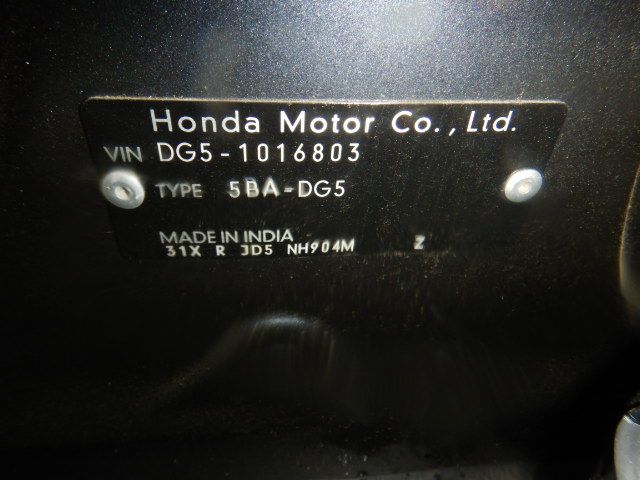 Honda Motor Co., Ltd.
VIN DG5-1016803
TYPE 5BA-DG5
MADE IN INDIA
31X R JD5 NH904M Z